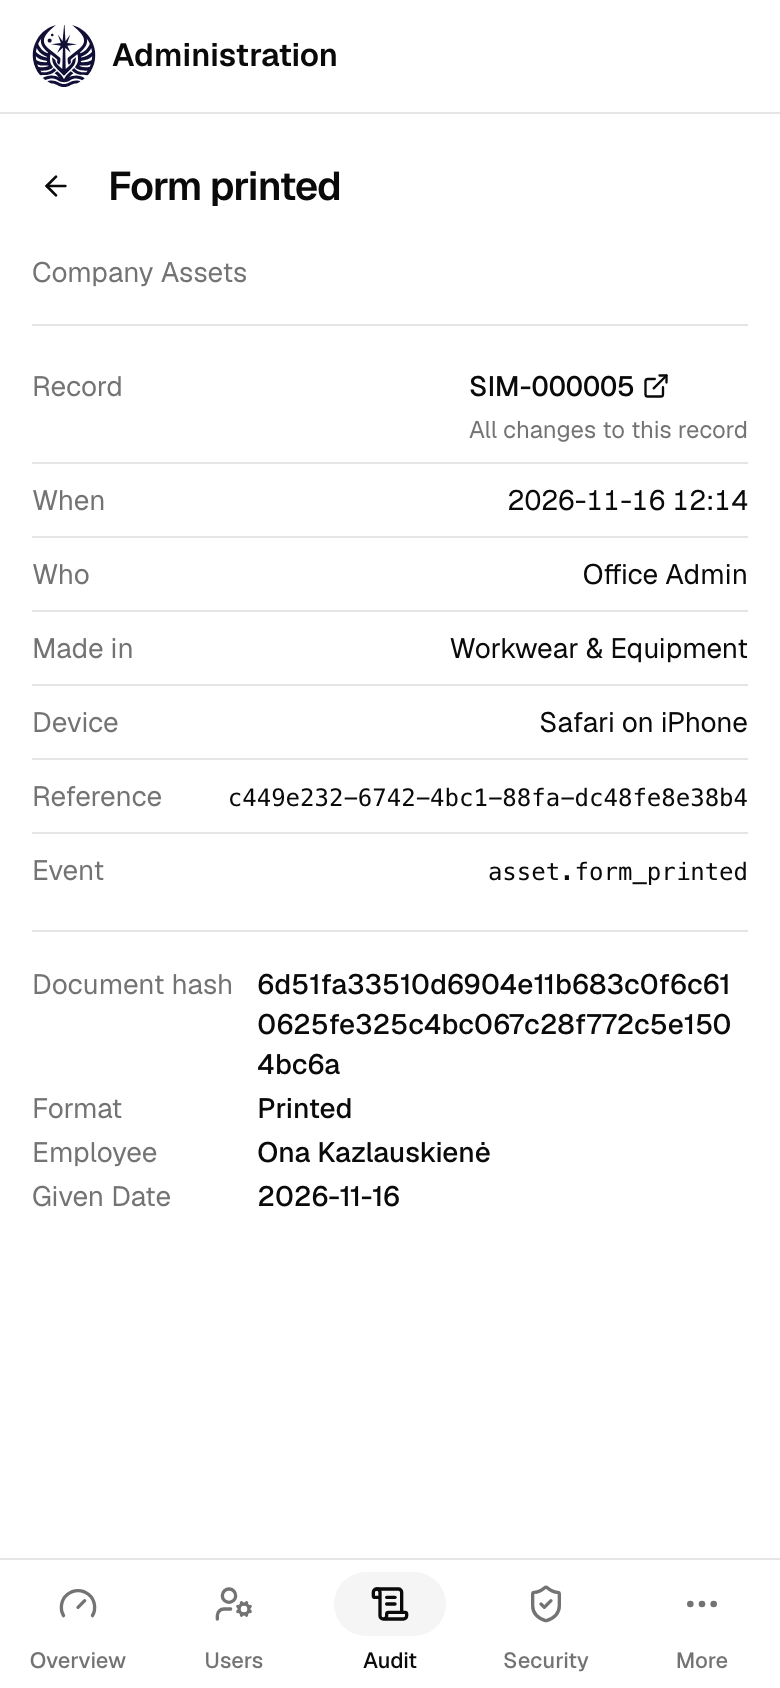 Administration
Form printed
Company Assets
Record
SIM-000005
All changes to this record
When
2026-11-16 12:14
Who
Office Admin
Made in
Workwear & Equipment
Device
Safari on iPhone
Reference
c449e232-6742-4bc1-88fa-dc48fe8e38b4
Event
asset.form_printed
Document hash
6d51fa33510d6904e11b683c0f6c61
0625fe325c4bc067c28f772c5e150
4bc6a
Format
Printed
Employee
Ona Kazlauskienė
Given Date
2026-11-16
Overview
Users
Audit
Security
More